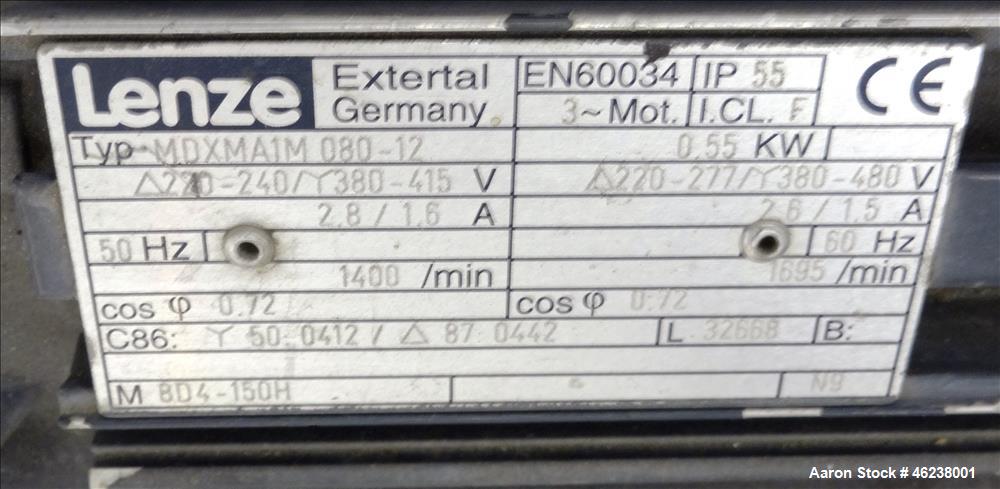 Lenze Extertal Germany EN60034 IP 55 CE
3~ Mot. I.CL. F
Typ MDXMA1M 080-12 0.55 KW
△220-240/Y380-415 V △220-277/Y380-480 V
2.8 / 1.6 A 2.6 / 1.5 A
50 Hz 60 Hz
1400 /min 1695 /min
cos φ 0.72 cos φ 0.72
C86: Y 50: 0412 / △ 87: 0442 L 32668 B:
M 8D4-150H N9
Aaron Stock # 46238001